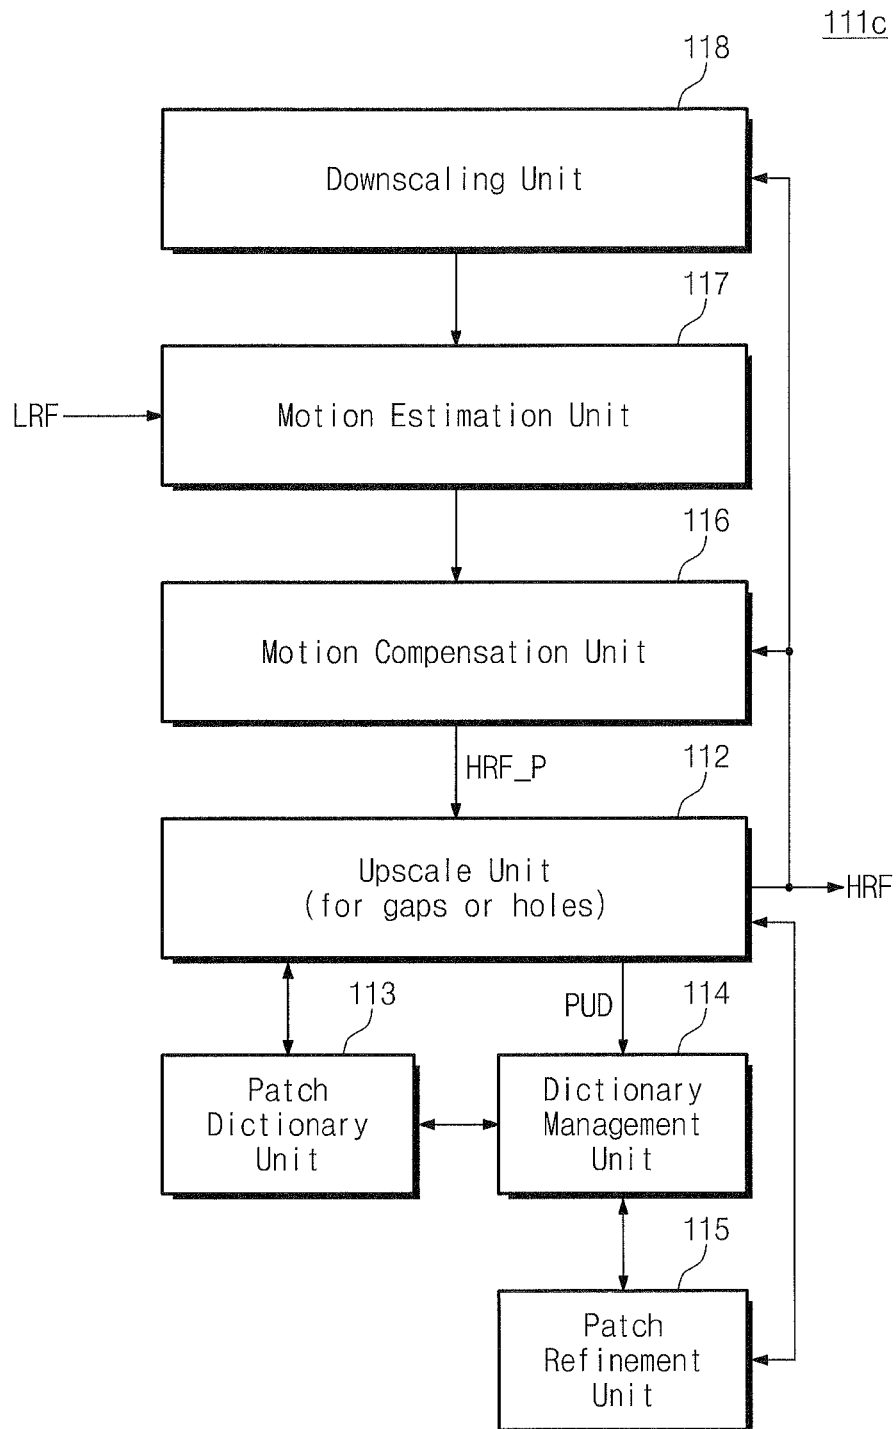 111c
118
Downscaling Unit
117
LRF
Motion Estimation Unit
116
Motion Compensation Unit
HRF_P
112
Upscale Unit
(for gaps or holes)
HRF
113
PUD
114
Patch
Dictionary
Unit
Dictionary
Management
Unit
115
Patch
Refinement
Unit